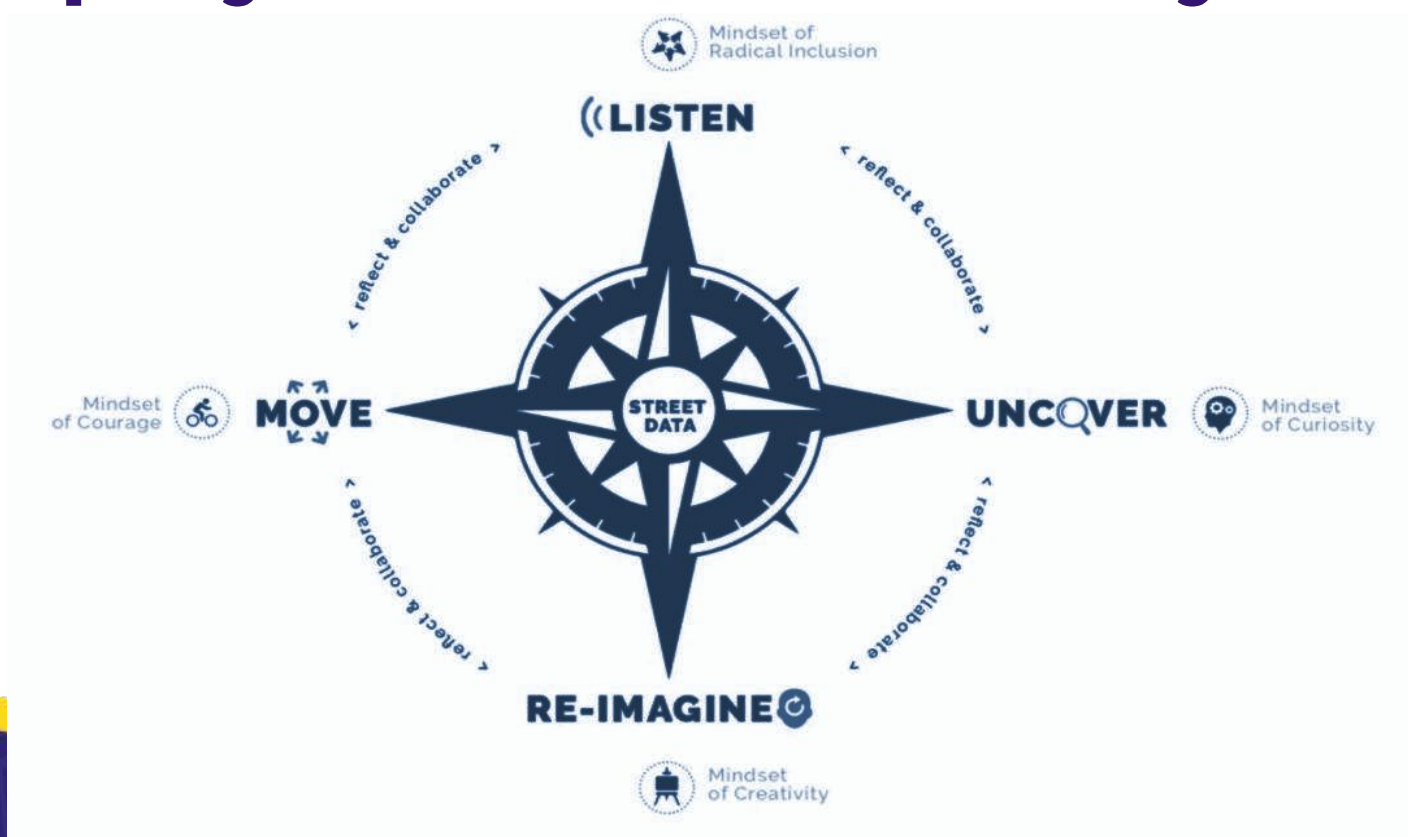 Mindset of
Radical Inclusion
LISTEN
< reflect & collaborate >
< reflect & collaborate >
Mindset
of Courage
MOVE
STREET
DATA
UNCOVER
Mindset
of Curiosity
< reflect & collaborate >
< reflect & collaborate >
RE-IMAGINE
Mindset
of Creativity